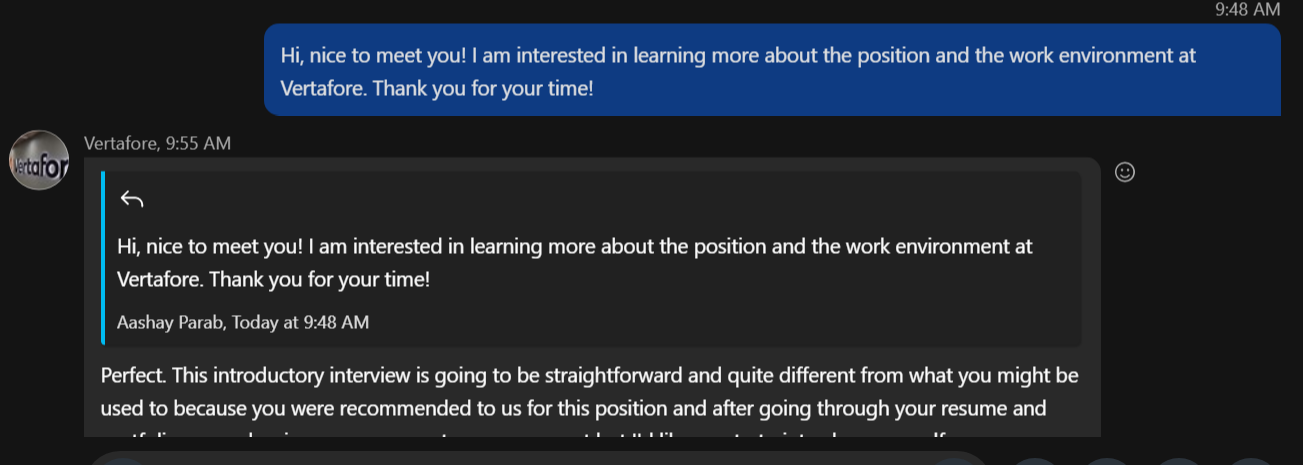 9:48 AM
Hi, nice to meet you! I am interested in learning more about the position and the work environment at
Vertafore. Thank you for your time!
Vertafore, 9:55 AM
Hi, nice to meet you! I am interested in learning more about the position and the work environment at
Vertafore. Thank you for your time!
Aashay Parab, Today at 9:48 AM
Perfect. This introductory interview is going to be straightforward and quite different from what you might be
used to because you were recommended to us for this position and after going through your resume and